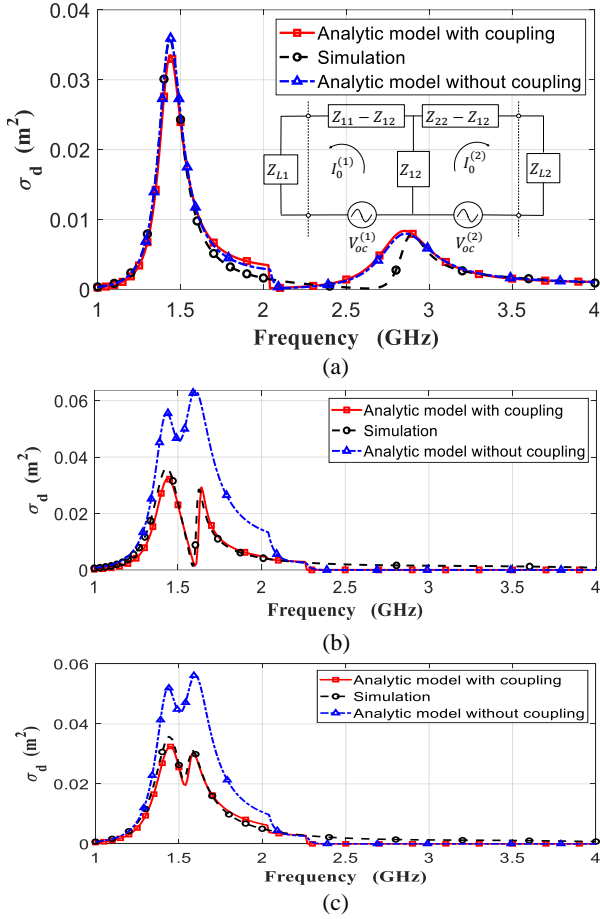 0.04
0.03
0.02
0.01
0
σd (m²)
Analytic model with coupling
Simulation
Analytic model without coupling
Z11 − Z12
Z22 − Z12
ZL1
I0(1)
Z12
I0(2)
ZL2
Voc(1)
Voc(2)
1 1.5 2 2.5 3 3.5 4
Frequency (GHz)
(a)
0.06
0.04
0.02
0
σd (m²)
Analytic model with coupling
Simulation
Analytic model without coupling
1 1.5 2 2.5 3 3.5 4
Frequency (GHz)
(b)
0.06
0.04
0.02
0
σd (m²)
Analytic model with coupling
Simulation
Analytic model without coupling
1 1.5 2 2.5 3 3.5 4
Frequency (GHz)
(c)